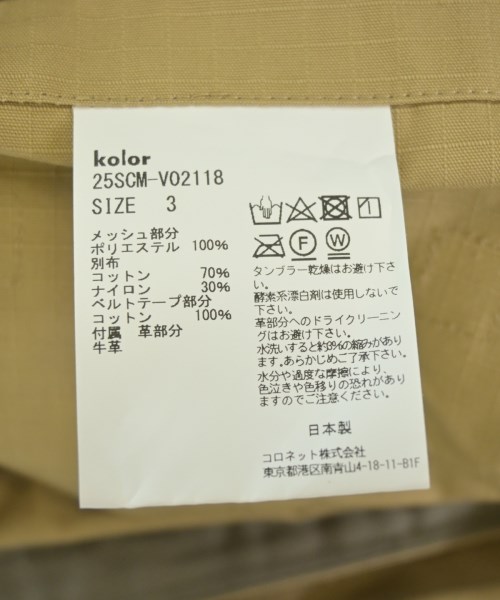 kolor
25SCM-V02118
SIZE 3
メッシュ部分
ポリエステル 100%
別布
コットン 70%
ナイロン 30%
ベルトテープ部分
コットン 100%
付属 革部分
牛革
F
W
タンブラー乾燥はお避け下さい。
酵素系漂白剤は使用しないで
下さい。
革部分へのドライクリーニン
グはお避け下さい。
水洗いすると約3%の縮みがあり
ます。あらかじめご了承下さい。
水分や過度な摩擦により、
色泣きや色移りの恐れがあり
ますのでご注意ください。
日本製
コロネット株式会社
東京都港区南青山4-18-11-B1F